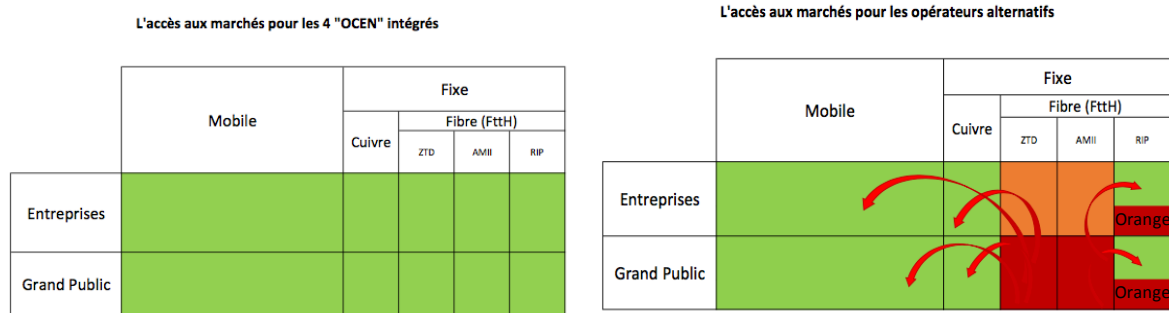 L'accès aux marchés pour les 4 "OCEN" intégrés
Mobile
Fixe
Cuivre
Fibre (FttH)
ZTD
AMII
RIP
Entreprises
Grand Public
L'accès aux marchés pour les opérateurs alternatifs
Mobile
Fixe
Cuivre
Fibre (FttH)
ZTD
AMII
RIP
Entreprises
Orange
Grand Public
Orange